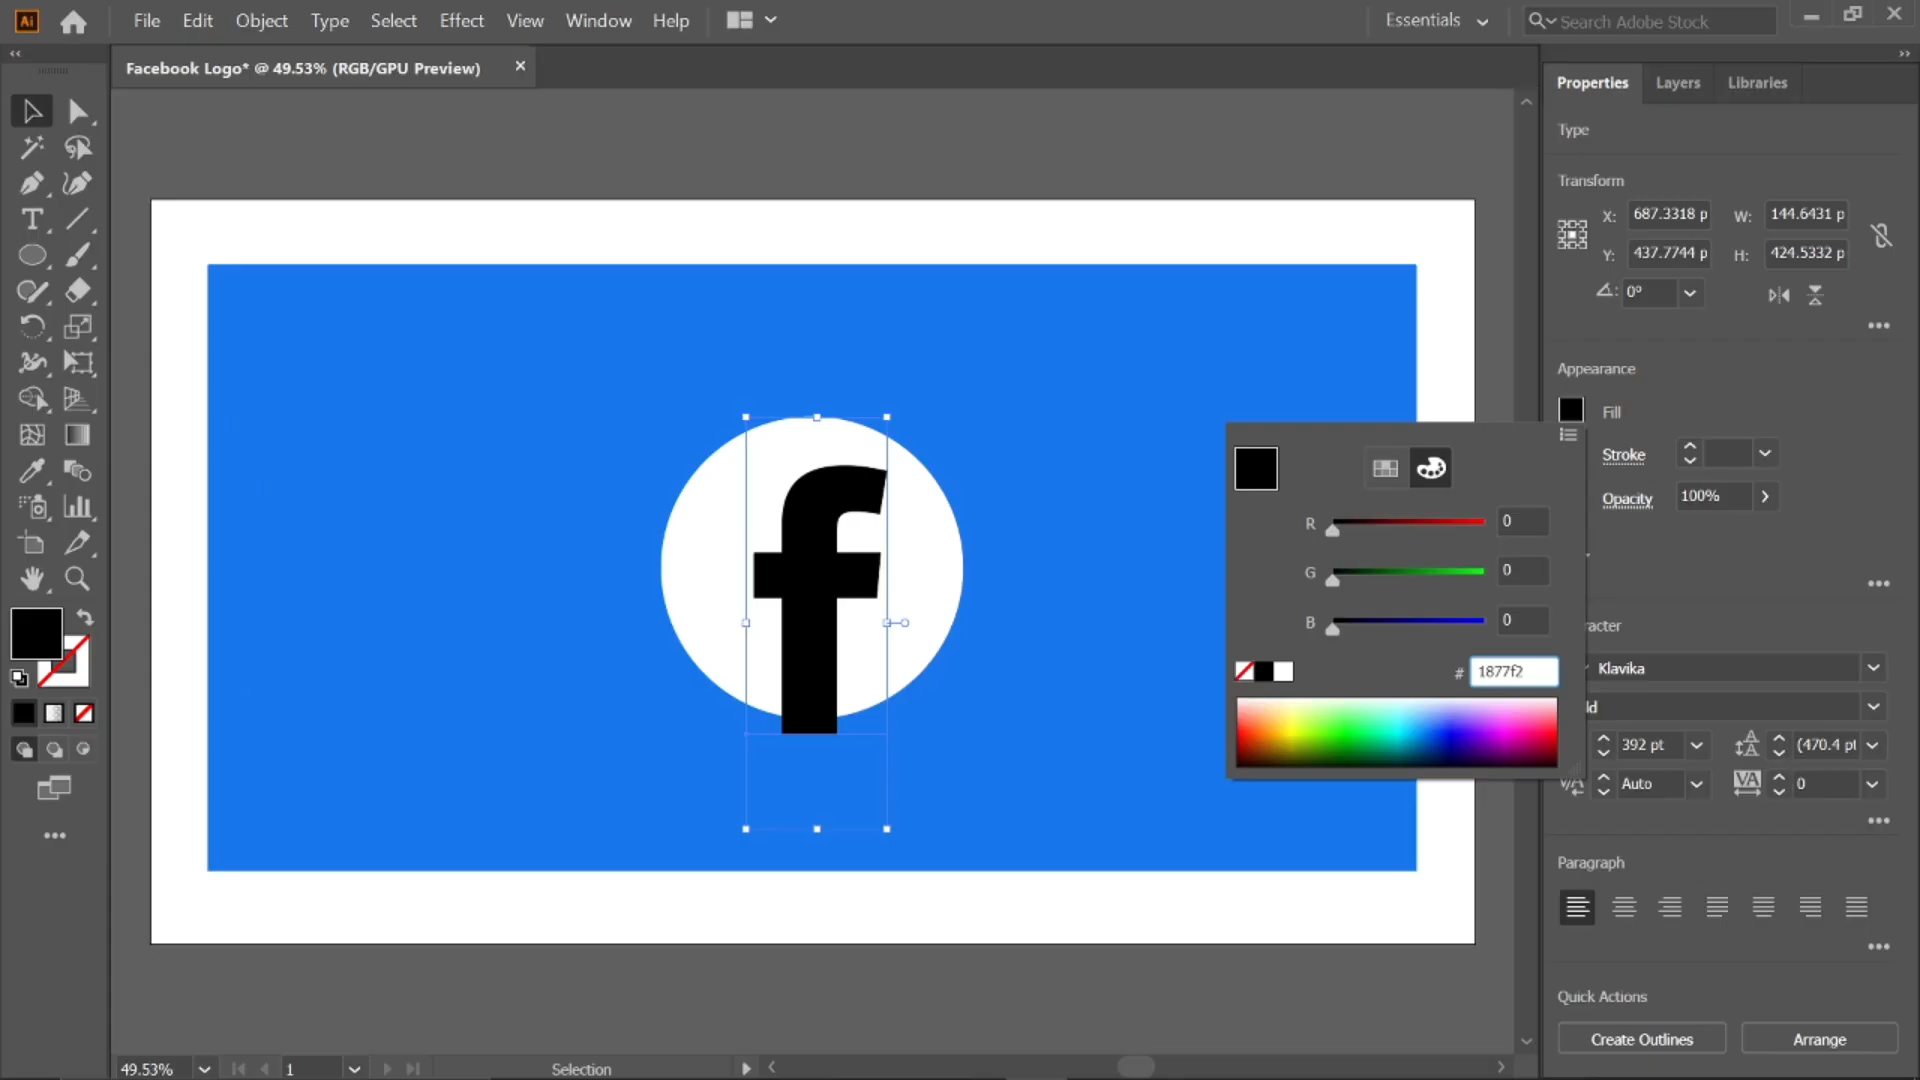 Ai File Edit Object Type Select Effect View Window Help Essentials Search Adobe Stock
Facebook Logo* @ 49.53% (RGB/GPU Preview)
Properties Layers Libraries
Type
Transform
X: 687.3318 p W: 144.6431 p
Y: 437.7744 p H: 424.5332 p
0°
Appearance
Fill
Stroke
Opacity 100%
R 0
G 0
B 0
# 1877f2
f
racter
Klavika
ld
392 pt (470.4 pt
Auto VA 0
Paragraph
Quick Actions
Create Outlines Arrange
49.53% 1 Selection